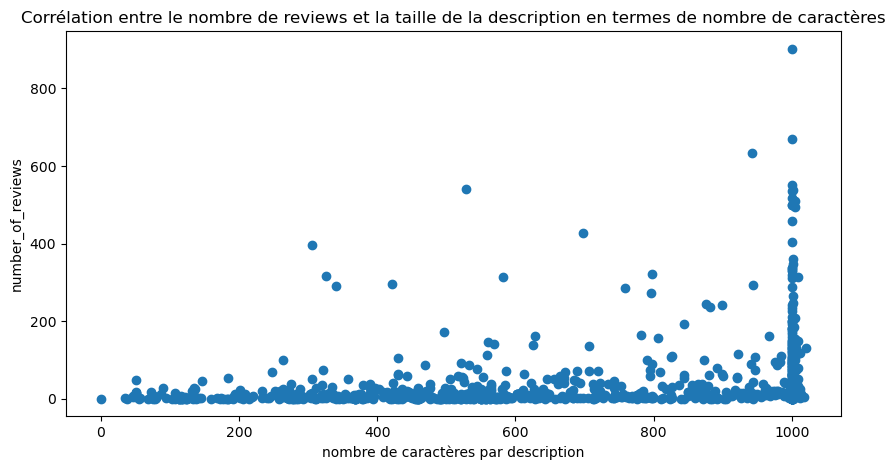 Corrélation entre le nombre de reviews et la taille de la description en termes de nombre de caractères
number_of_reviews
800
600
400
200
0
0 200 400 600 800 1000
nombre de caractères par description